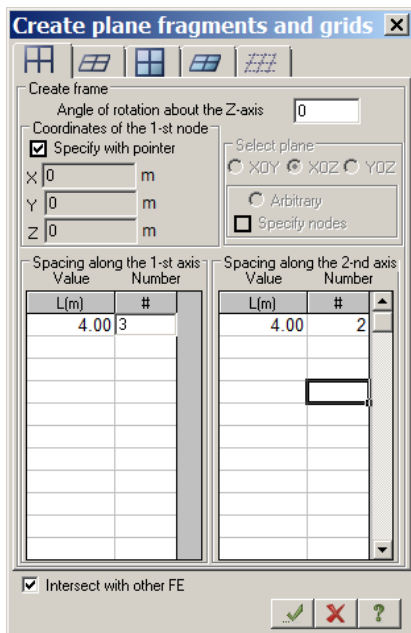 Create plane fragments and grids
Create frame
Angle of rotation about the Z-axis 0
Coordinates of the 1-st node
Specify with pointer
X 0 m
Y 0 m
Z 0 m
Select plane
XOY XOZ YOZ
Arbitrary
Specify nodes
Spacing along the 1-st axis
Value Number
L(m) #
4.00 3
Spacing along the 2-nd axis
Value Number
L(m) #
4.00 2
Intersect with other FE
?